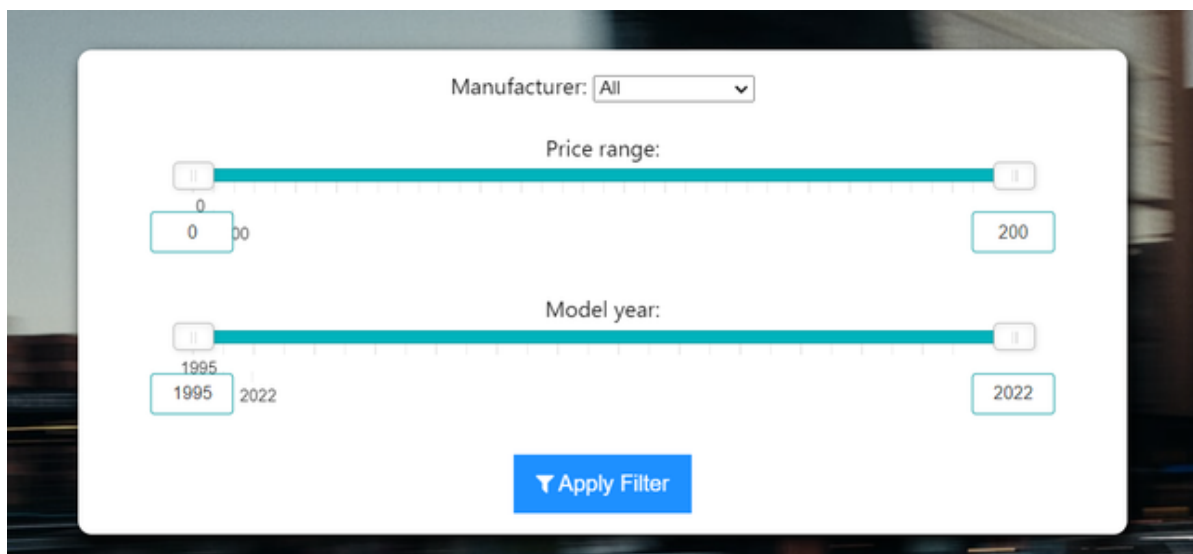 Manufacturer: All
Price range:
0
0 00
200
Model year:
1995
1995 2022
2022
Apply Filter